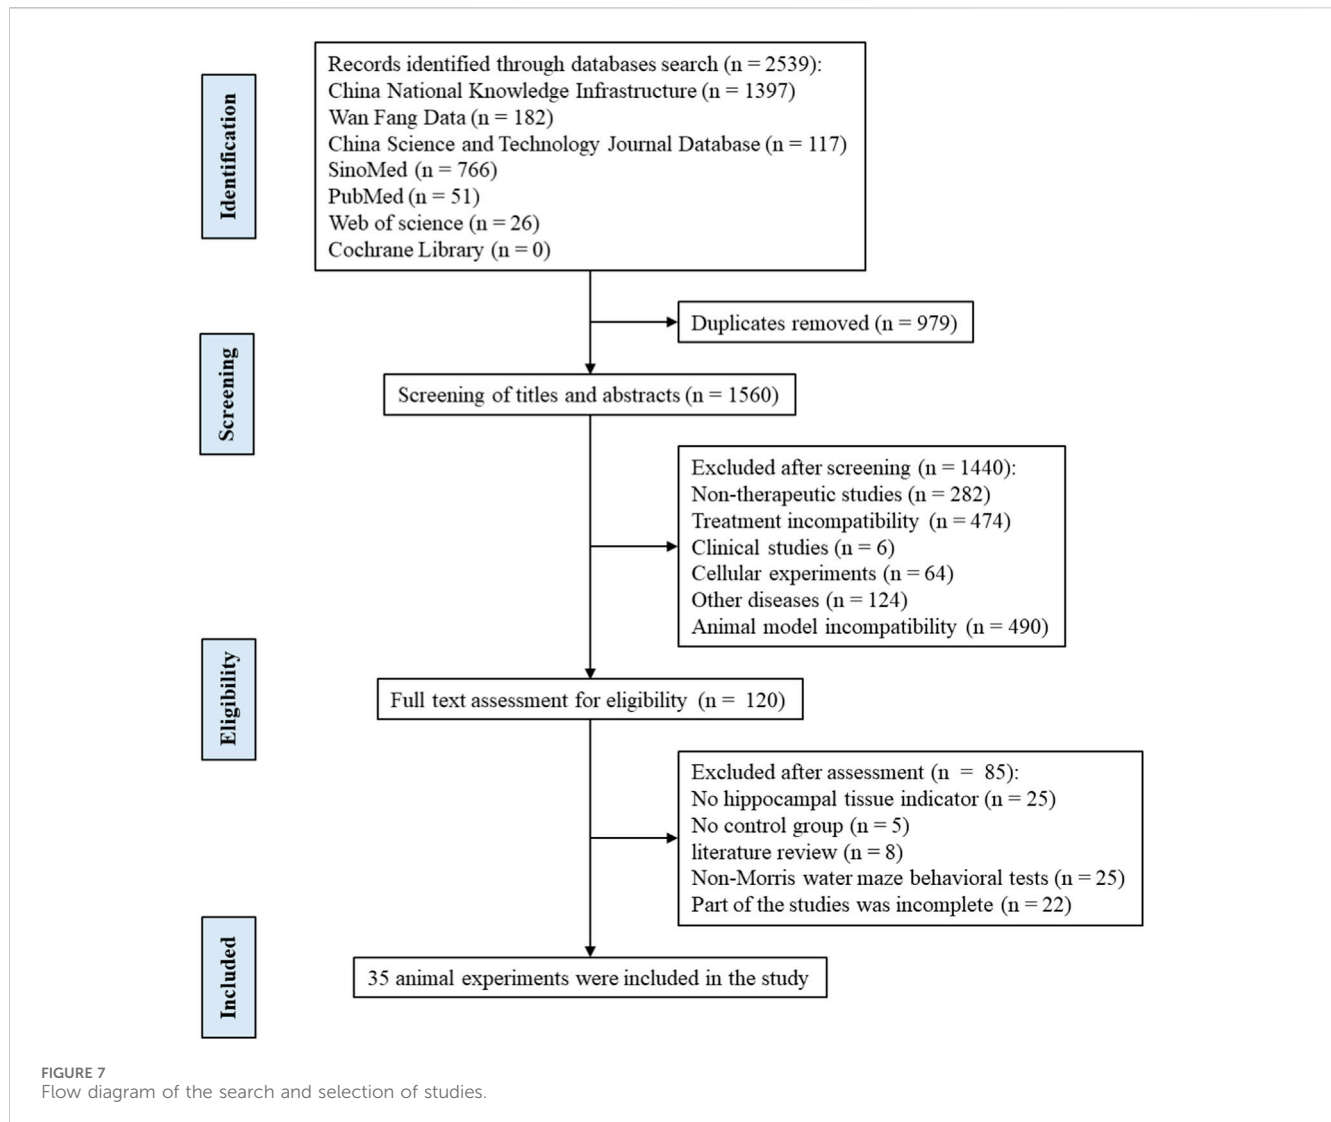 Identification
Records identified through databases search (n = 2539):
China National Knowledge Infrastructure (n = 1397)
Wan Fang Data (n = 182)
China Science and Technology Journal Database (n = 117)
SinoMed (n = 766)
PubMed (n = 51)
Web of science (n = 26)
Cochrane Library (n = 0)
Duplicates removed (n = 979)
Screening
Screening of titles and abstracts (n = 1560)
Excluded after screening (n = 1440):
Non-therapeutic studies (n = 282)
Treatment incompatibility (n = 474)
Clinical studies (n = 6)
Cellular experiments (n = 64)
Other diseases (n = 124)
Animal model incompatibility (n = 490)
Eligibility
Full text assessment for eligibility (n = 120)
Excluded after assessment (n = 85):
No hippocampal tissue indicator (n = 25)
No control group (n = 5)
literature review (n = 8)
Non-Morris water maze behavioral tests (n = 25)
Part of the studies was incomplete (n = 22)
Included
35 animal experiments were included in the study
FIGURE 7
Flow diagram of the search and selection of studies.